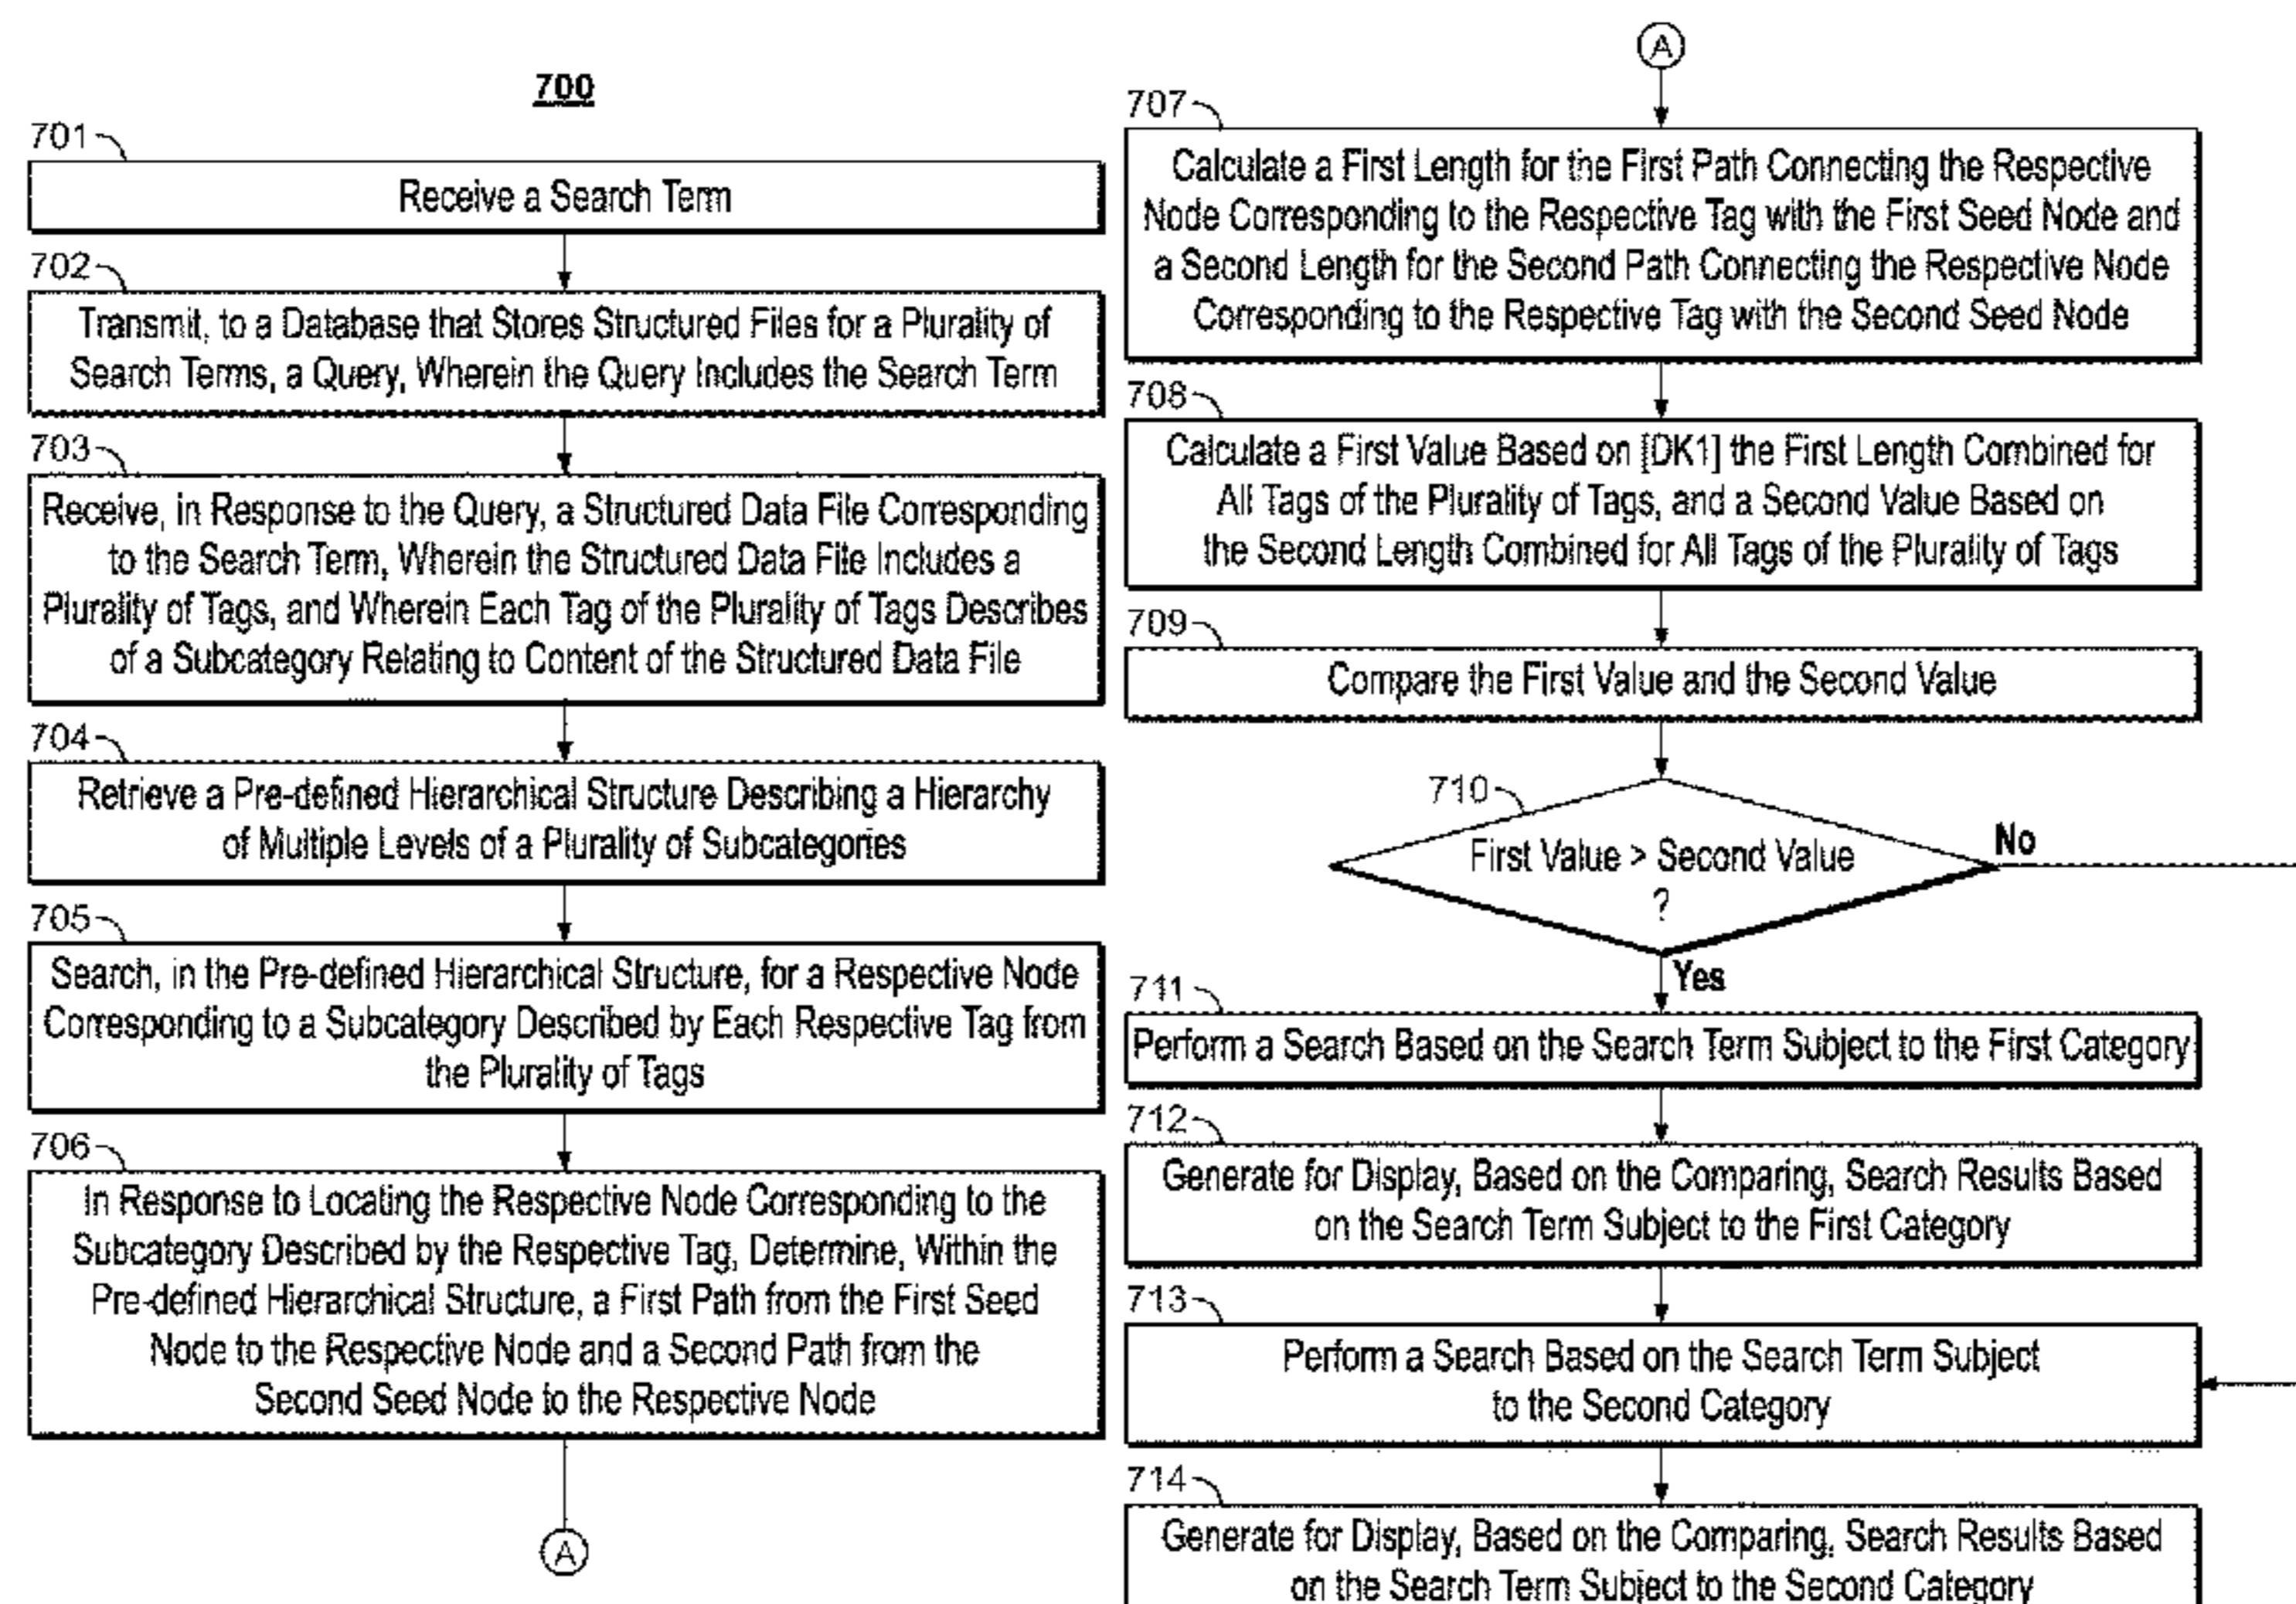 700
701
Receive a Search Term
702
Transmit, to a Database that Stores Structured Files for a Plurality of
Search Terms, a Query, Wherein the Query Includes the Search Term
703
Receive, in Response to the Query, a Structured Data File Corresponding
to the Search Term, Wherein the Structured Data File Includes a
Plurality of Tags, and Wherein Each Tag of the Plurality of Tags Describes
of a Subcategory Relating to Content of the Structured Data File
704
Retrieve a Pre-defined Hierarchical Structure Describing a Hierarchy
of Multiple Levels of a Plurality of Subcategories
705
Search, in the Pre-defined Hierarchical Structure, for a Respective Node
Corresponding to a Subcategory Described by Each Respective Tag from
the Plurality of Tags
706
In Response to Locating the Respective Node Corresponding to the
Subcategory Described by the Respective Tag, Determine, Within the
Pre-defined Hierarchical Structure, a First Path from the First Seed
Node to the Respective Node and a Second Path from the
Second Seed Node to the Respective Node
A
A
707
Calculate a First Length for the First Path Connecting the Respective
Node Corresponding to the Respective Tag with the First Seed Node and
a Second Length for the Second Path Connecting the Respective Node
Corresponding to the Respective Tag with the Second Seed Node
708
Calculate a First Value Based on [DK1] the First Length Combined for
All Tags of the Plurality of Tags, and a Second Value Based on
the Second Length Combined for All Tags of the Plurality of Tags
709
Compare the First Value and the Second Value
710
First Value > Second Value
?
No
Yes
711
Perform a Search Based on the Search Term Subject to the First Category
712
Generate for Display, Based on the Comparing, Search Results Based
on the Search Term Subject to the First Category
713
Perform a Search Based on the Search Term Subject
to the Second Category
714
Generate for Display, Based on the Comparing, Search Results Based
on the Search Term Subject to the Second Category